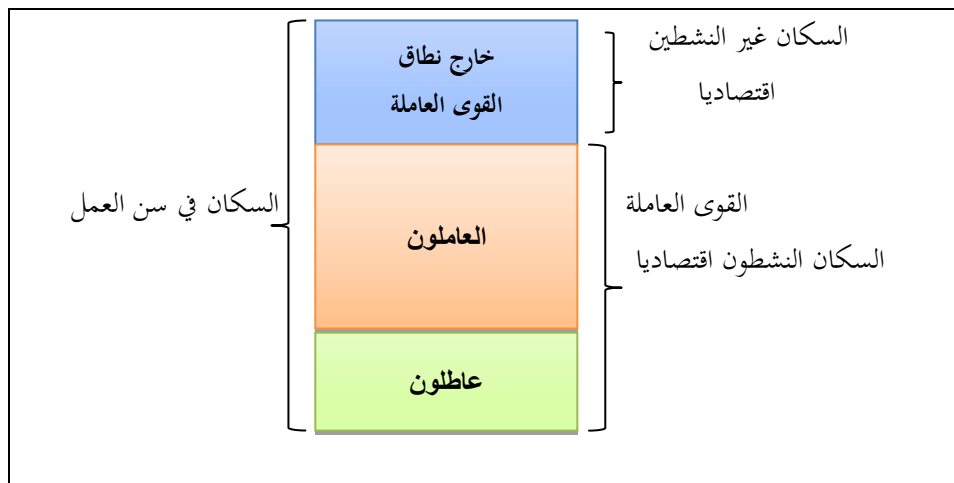 السكان غير النشطين
اقتصاديا
خارج نطاق
القوى العاملة
القوى العاملة
السكان النشطون اقتصاديا
العاملون
السكان في سن العمل
عاطلون